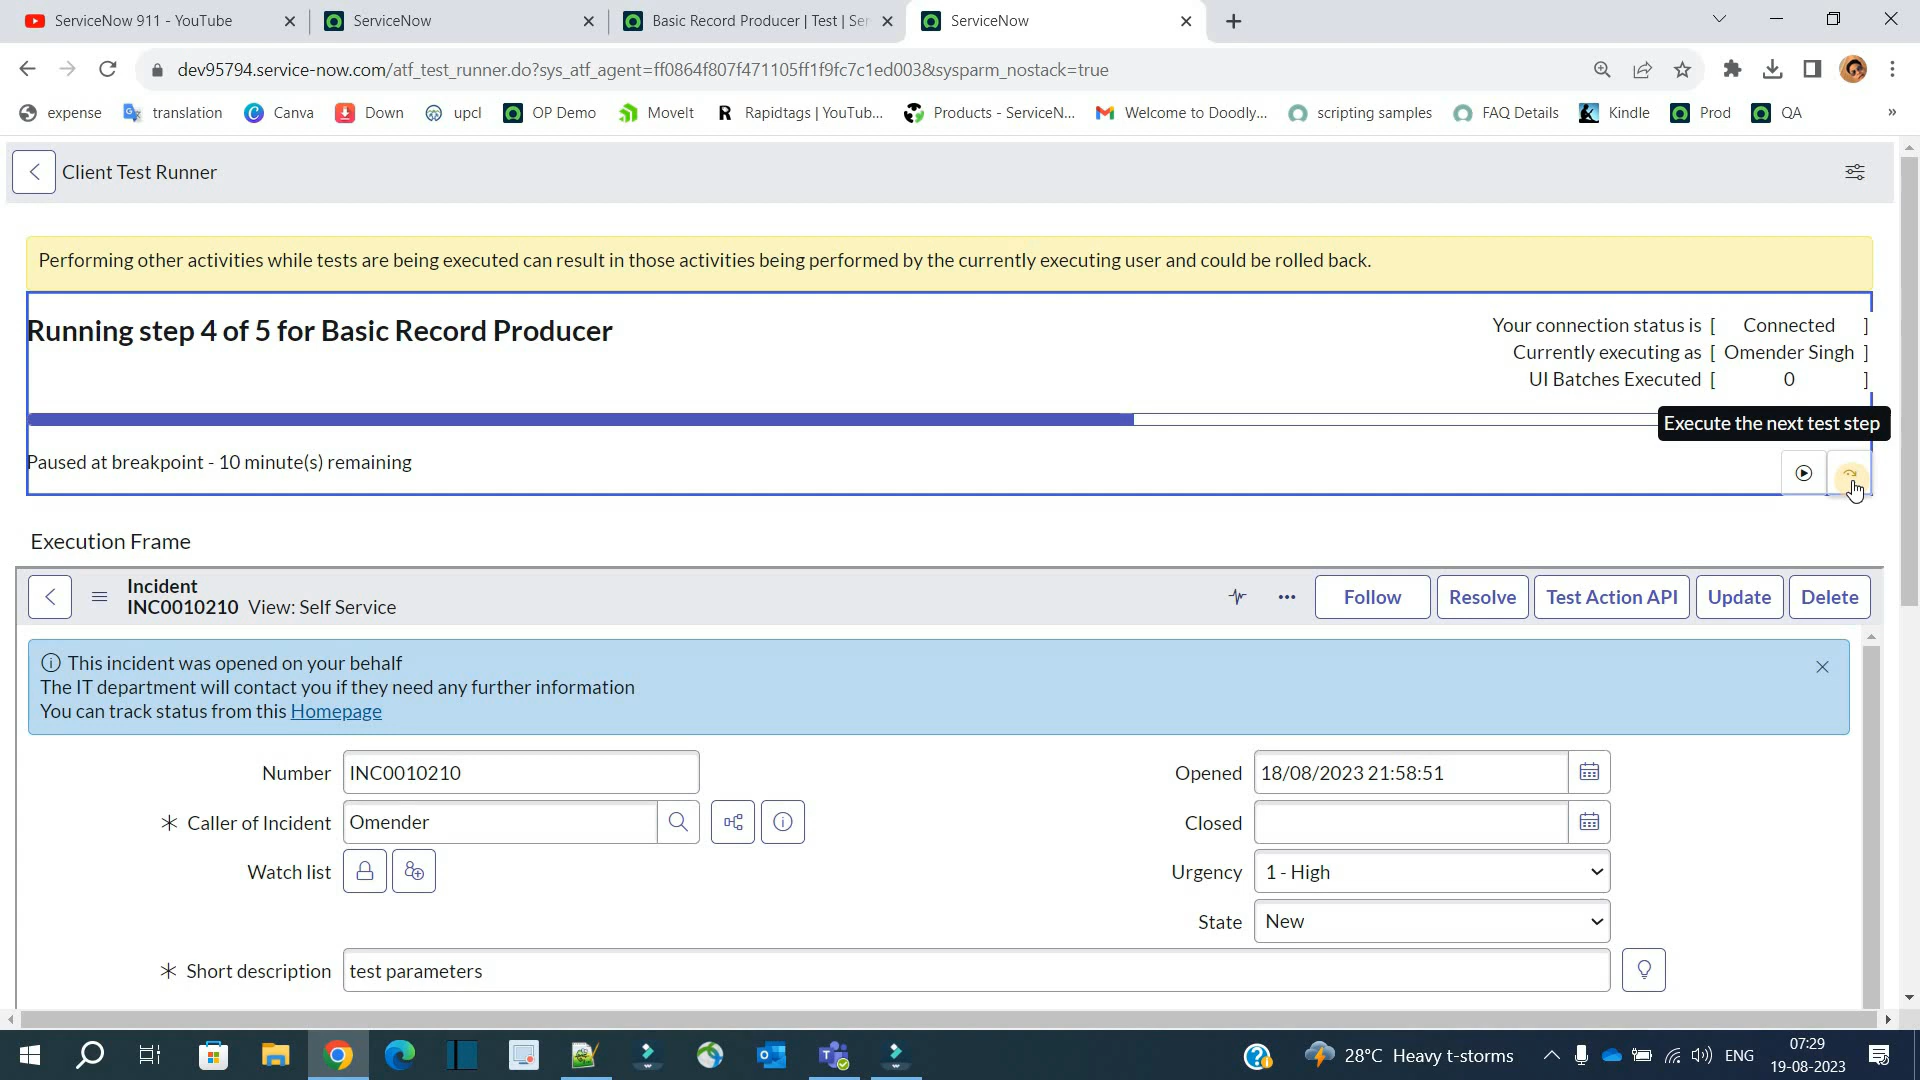 ServiceNow 911 - YouTube
ServiceNow
Basic Record Producer | Test | Ser
ServiceNow
dev95794.service-now.com/atf_test_runner.do?sys_atf_agent=ff0864f807f471105ff1f9fc7c1ed003&sysparm_nostack=true
expense
translation
Canva
Down
upcl
OP Demo
MoveIt
Rapidtags | YouTub...
Products - ServiceN...
Welcome to Doodly...
scripting samples
FAQ Details
Kindle
Prod
QA
»
Client Test Runner
Performing other activities while tests are being executed can result in those activities being performed by the currently executing user and could be rolled back.
Running step 4 of 5 for Basic Record Producer
Your connection status is [ Connected ]
Currently executing as [ Omender Singh ]
UI Batches Executed [ 0 ]
Execute the next test step
Paused at breakpoint - 10 minute(s) remaining
Execution Frame
Incident
INC0010210 View: Self Service
Follow
Resolve
Test Action API
Update
Delete
This incident was opened on your behalf
The IT department will contact you if they need any further information
You can track status from this Homepage
Number INC0010210
Opened 18/08/2023 21:58:51
Caller of Incident Omender
Closed
Watch list
Urgency 1 - High
State New
Short description test parameters
28°C Heavy t-storms
ENG
07:29
19-08-2023